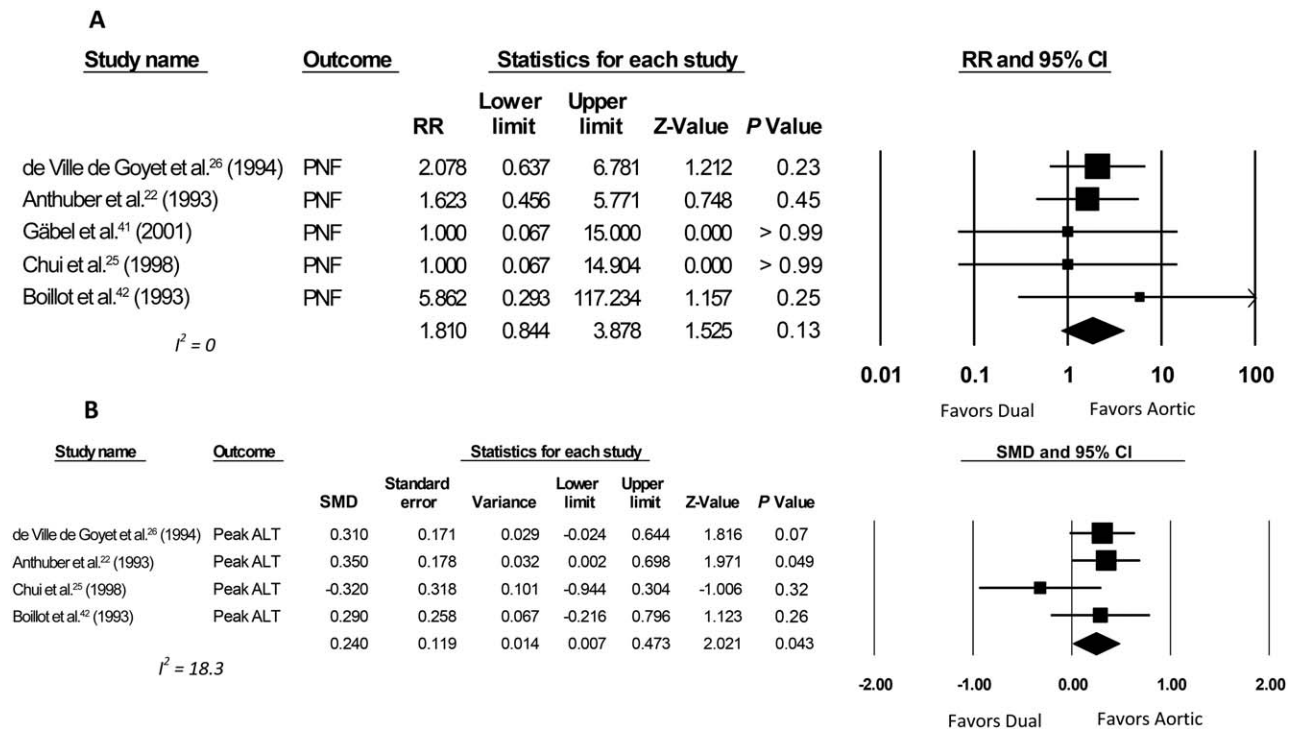 A
Study name Outcome Statistics for each study RR and 95% CI
Lower Upper
RR limit limit Z-Value P Value
de Ville de Goyet et al.²⁶ (1994) PNF 2.078 0.637 6.781 1.212 0.23
Anthuber et al.²² (1993) PNF 1.623 0.456 5.771 0.748 0.45
Gäbel et al.⁴¹ (2001) PNF 1.000 0.067 15.000 0.000 > 0.99
Chui et al.²⁵ (1998) PNF 1.000 0.067 14.904 0.000 > 0.99
Boillot et al.⁴² (1993) PNF 5.862 0.293 117.234 1.157 0.25
1.810 0.844 3.878 1.525 0.13
I² = 0
0.01 0.1 1 10 100
Favors Dual Favors Aortic
B
Study name Outcome Statistics for each study SMD and 95% CI
Standard Lower Upper
SMD error Variance limit limit Z-Value P Value
de Ville de Goyet et al.²⁶ (1994) Peak ALT 0.310 0.171 0.029 -0.024 0.644 1.816 0.07
Anthuber et al.²² (1993) Peak ALT 0.350 0.178 0.032 0.002 0.698 1.971 0.049
Chui et al.²⁵ (1998) Peak ALT -0.320 0.318 0.101 -0.944 0.304 -1.006 0.32
Boillot et al.⁴² (1993) Peak ALT 0.290 0.258 0.067 -0.216 0.796 1.123 0.26
0.240 0.119 0.014 0.007 0.473 2.021 0.043
I² = 18.3
-2.00 -1.00 0.00 1.00 2.00
Favors Dual Favors Aortic